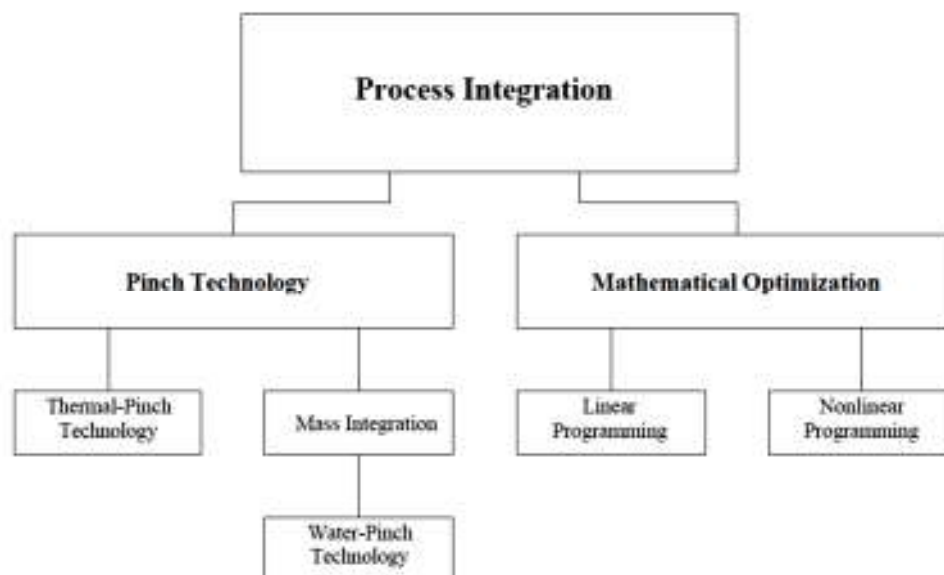 Process Integration
Pinch Technology
Mathematical Optimization
Thermal-Pinch
Technology
Mass Integration
Linear
Programming
Nonlinear
Programming
Water-Pinch
Technology